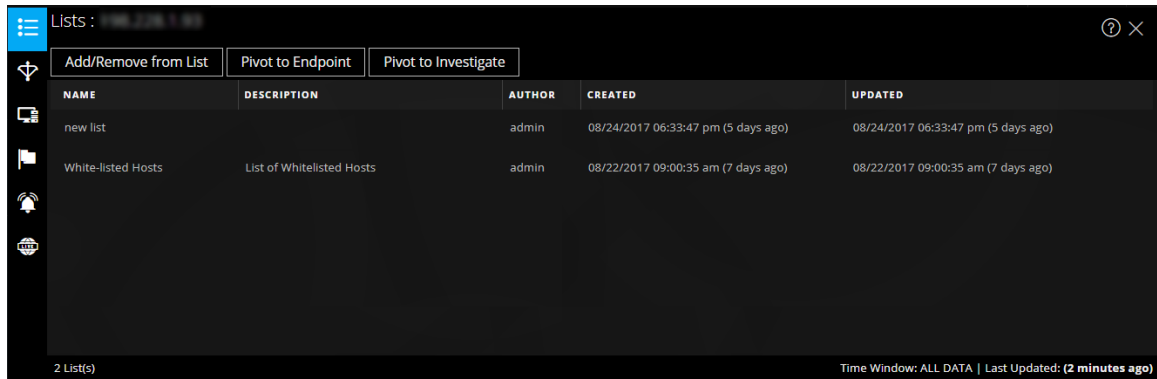 Lists :
Add/Remove from List Pivot to Endpoint Pivot to Investigate
NAME DESCRIPTION AUTHOR CREATED UPDATED
new list admin 08/24/2017 06:33:47 pm (5 days ago) 08/24/2017 06:33:47 pm (5 days ago)
White-listed Hosts List of Whitelisted Hosts admin 08/22/2017 09:00:35 am (7 days ago) 08/22/2017 09:00:35 am (7 days ago)
LIVE
2 List(s) Time Window: ALL DATA | Last Updated: (2 minutes ago)